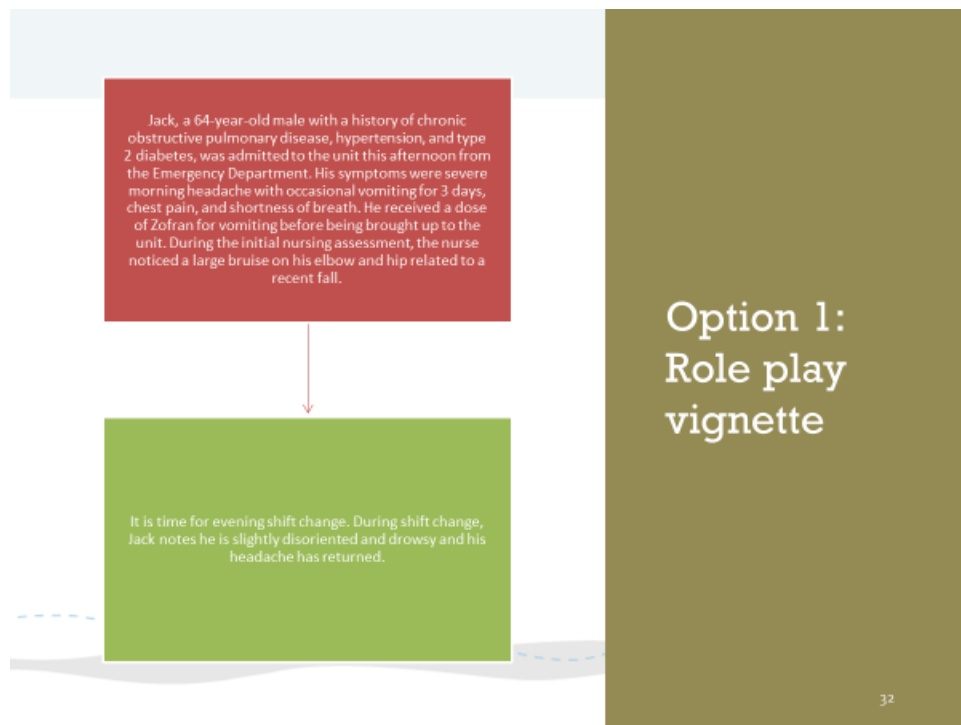 Jack, a 64-year-old male with a history of chronic
obstructive pulmonary disease, hypertension, and type
2 diabetes, was admitted to the unit this afternoon from
the Emergency Department. His symptoms were severe
morning headache with occasional vomiting for 3 days,
chest pain, and shortness of breath. He received a dose
of Zofran for vomiting before being brought up to the
unit. During the initial nursing assessment, the nurse
noticed a large bruise on his elbow and hip related to a
recent fall.
It is time for evening shift change. During shift change,
Jack notes he is slightly disoriented and drowsy and his
headache has returned.
Option 1:
Role play
vignette
32